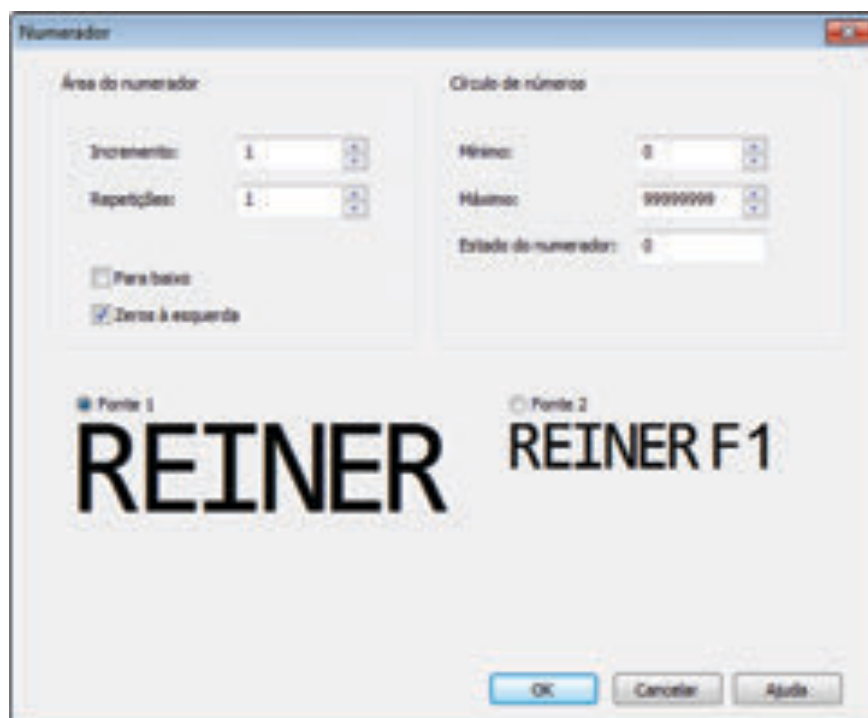 Numerador
Área do numerador
Incremento: 1
Repetições: 1
Para baixo
Zeros à esquerda
Círculo de números
Mínimo: 0
Máximo: 99999999
Estado do numerador: 0
Fonte 1
REINER
Fonte 2
REINER F1
OK
Cancelar
Ajuda